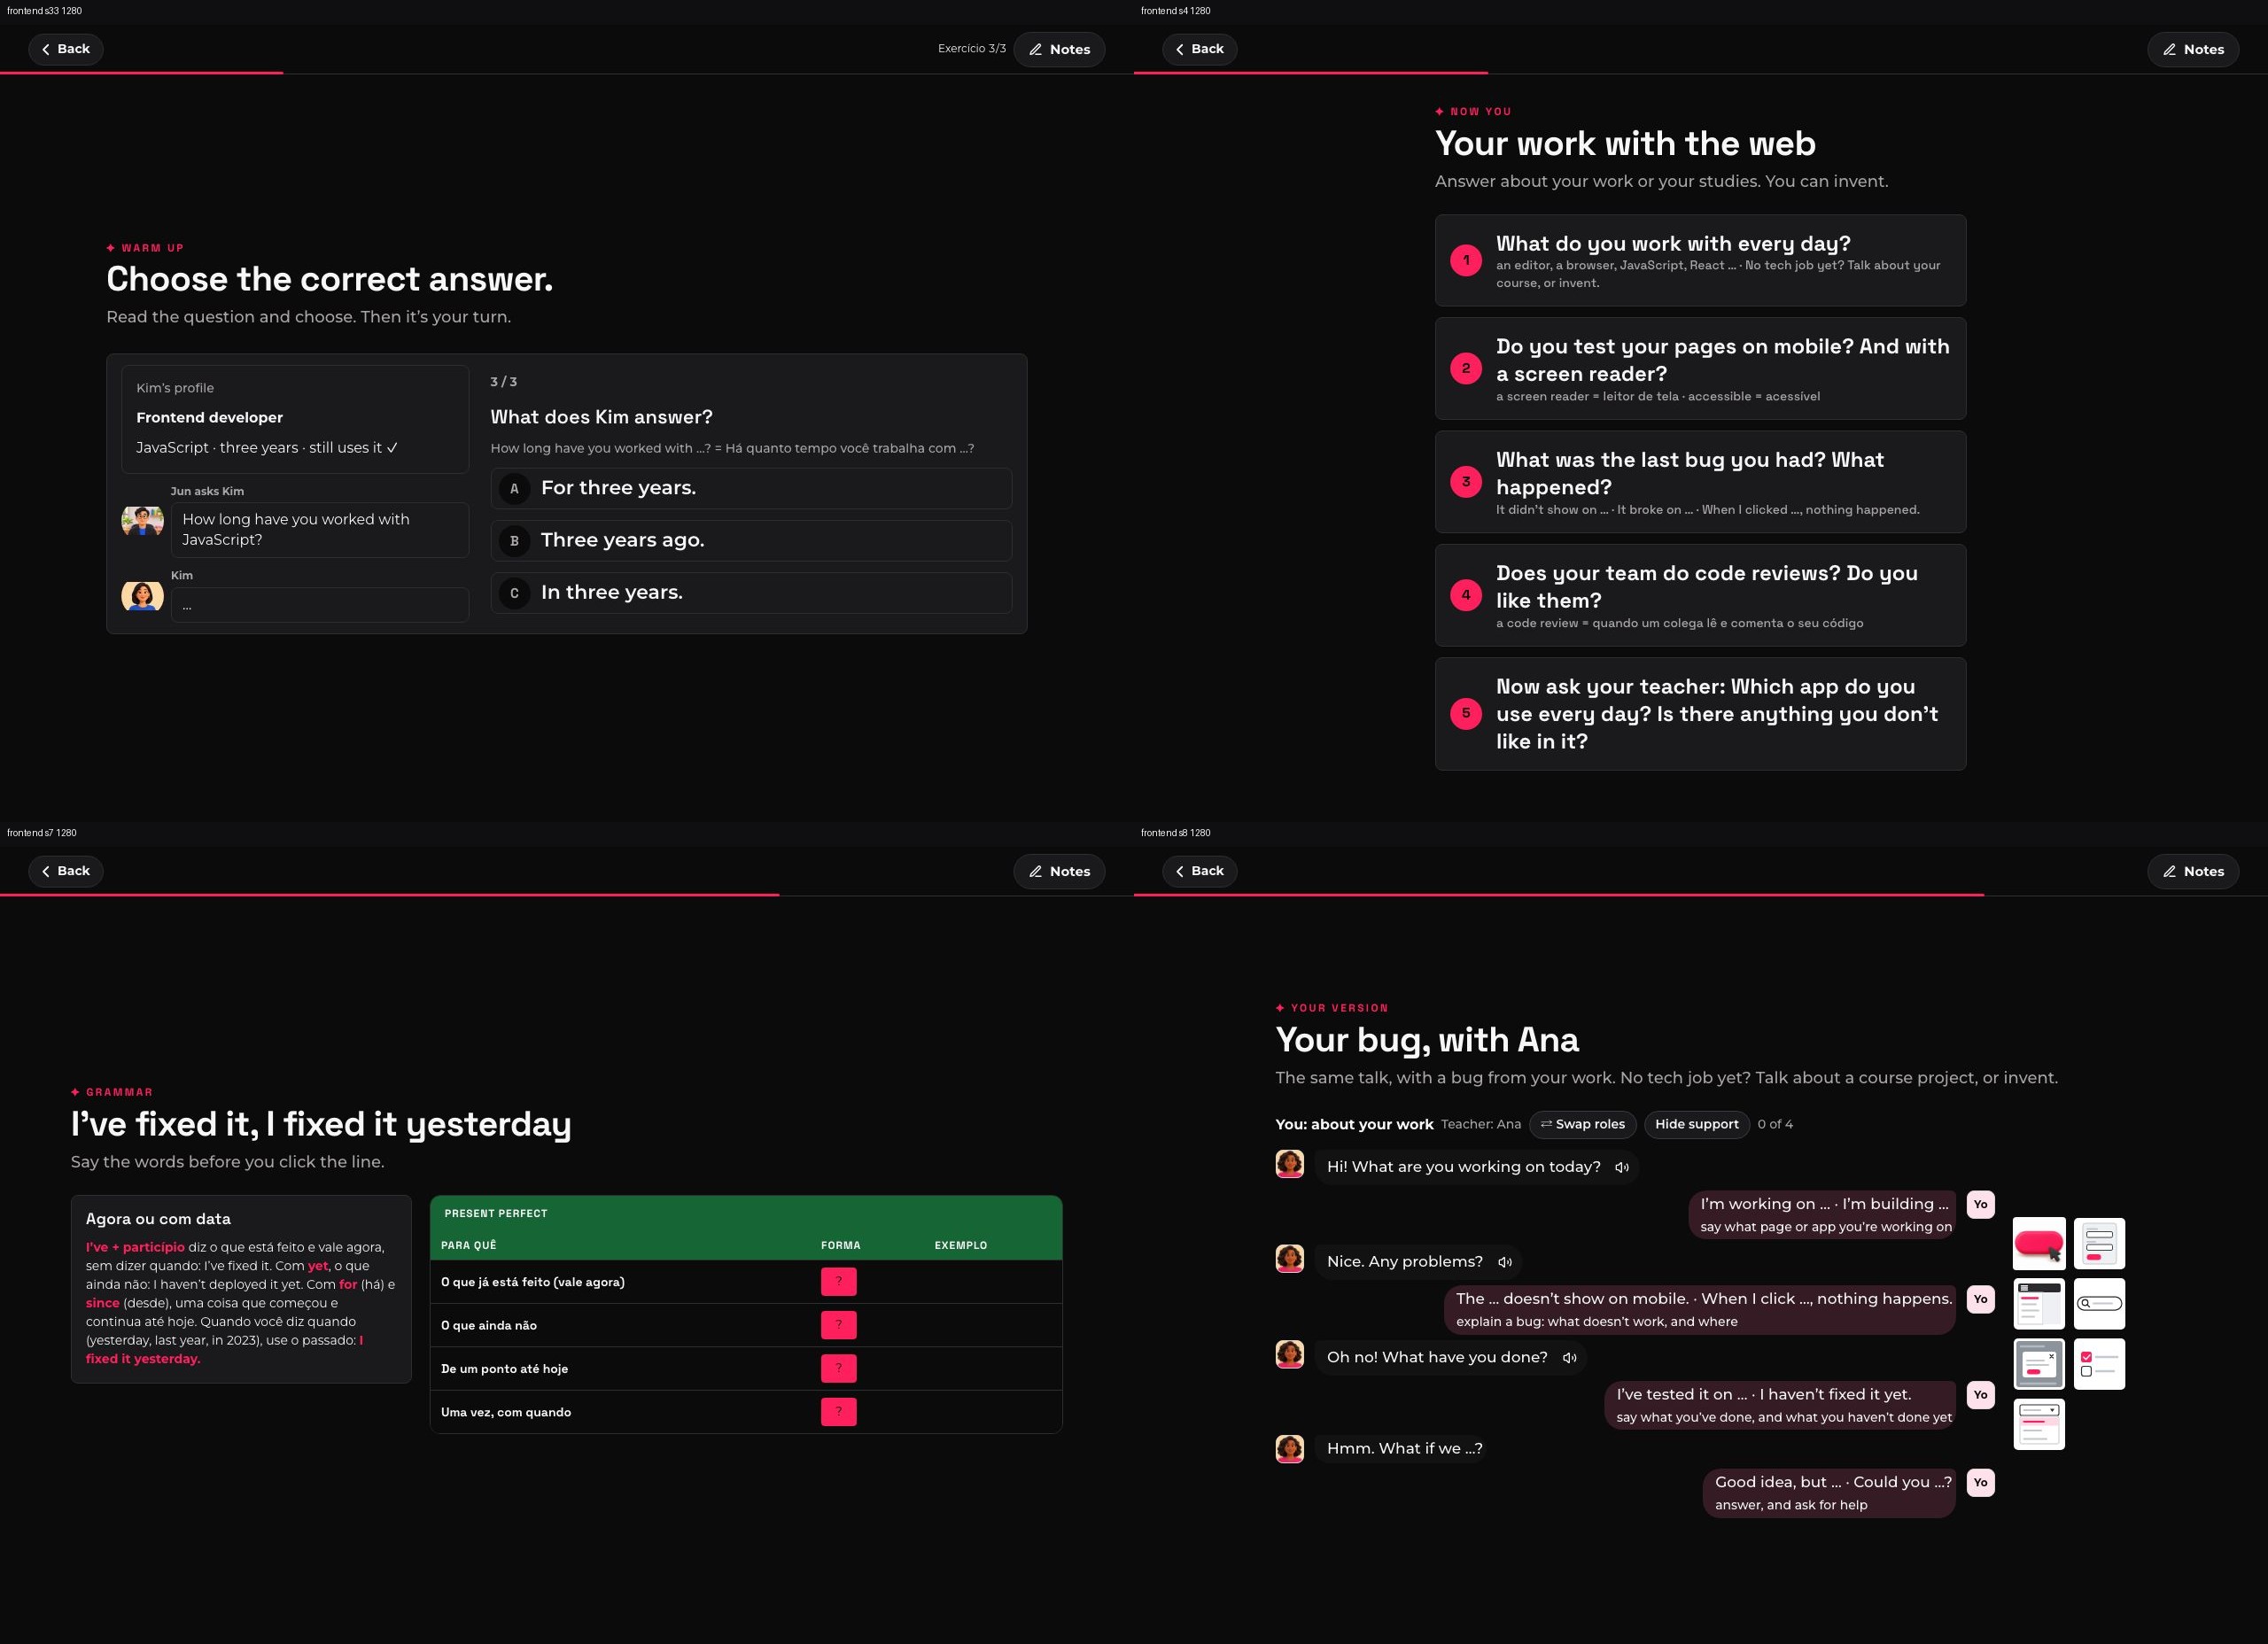 frontend s33 1280
Back
Exercício 3/3
Notes
WARM UP
Choose the correct answer.
Read the question and choose. Then it's your turn.
Kim's profile
Frontend developer
JavaScript · three years · still uses it ✓
Jun asks Kim
How long have you worked with
JavaScript?
Kim
...
3 / 3
What does Kim answer?
How long have you worked with ...? = Há quanto tempo você trabalha com ...?
A For three years.
B Three years ago.
C In three years.
frontend s4 1280
Back
Notes
NOW YOU
Your work with the web
Answer about your work or your studies. You can invent.
1 What do you work with every day?
an editor, a browser, JavaScript, React ... · No tech job yet? Talk about your
course, or invent.
2 Do you test your pages on mobile? And with
a screen reader?
a screen reader = leitor de tela · accessible = acessível
3 What was the last bug you had? What
happened?
It didn't show on ... · It broke on ... · When I clicked ..., nothing happened.
4 Does your team do code reviews? Do you
like them?
a code review = quando um colega lê e comenta o seu código
5 Now ask your teacher: Which app do you
use every day? Is there anything you don't
like in it?
frontend s7 1280
Back
Notes
GRAMMAR
I've fixed it, I fixed it yesterday
Say the words before you click the line.
Agora ou com data
I've + particípio diz o que está feito e vale agora,
sem dizer quando: I've fixed it. Com yet, o que
ainda não: I haven't deployed it yet. Com for (há) e
since (desde), uma coisa que começou e
continua até hoje. Quando você diz quando
(yesterday, last year, in 2023), use o passado: I
fixed it yesterday.
PRESENT PERFECT
PARA QUÊ FORMA EXEMPLO
O que já está feito (vale agora) ?
O que ainda não ?
De um ponto até hoje ?
Uma vez, com quando ?
frontend s8 1280
Back
Notes
YOUR VERSION
Your bug, with Ana
The same talk, with a bug from your work. No tech job yet? Talk about a course project, or invent.
You: about your work Teacher: Ana ⇄ Swap roles Hide support 0 of 4
Hi! What are you working on today?
I'm working on ... · I'm building ...
say what page or app you're working on
Yo
Nice. Any problems?
The ... doesn't show on mobile. · When I click ..., nothing happens.
explain a bug: what doesn't work, and where
Yo
Oh no! What have you done?
I've tested it on ... · I haven't fixed it yet.
say what you've done, and what you haven't done yet
Yo
Hmm. What if we ...?
Good idea, but ... · Could you ...?
answer, and ask for help
Yo